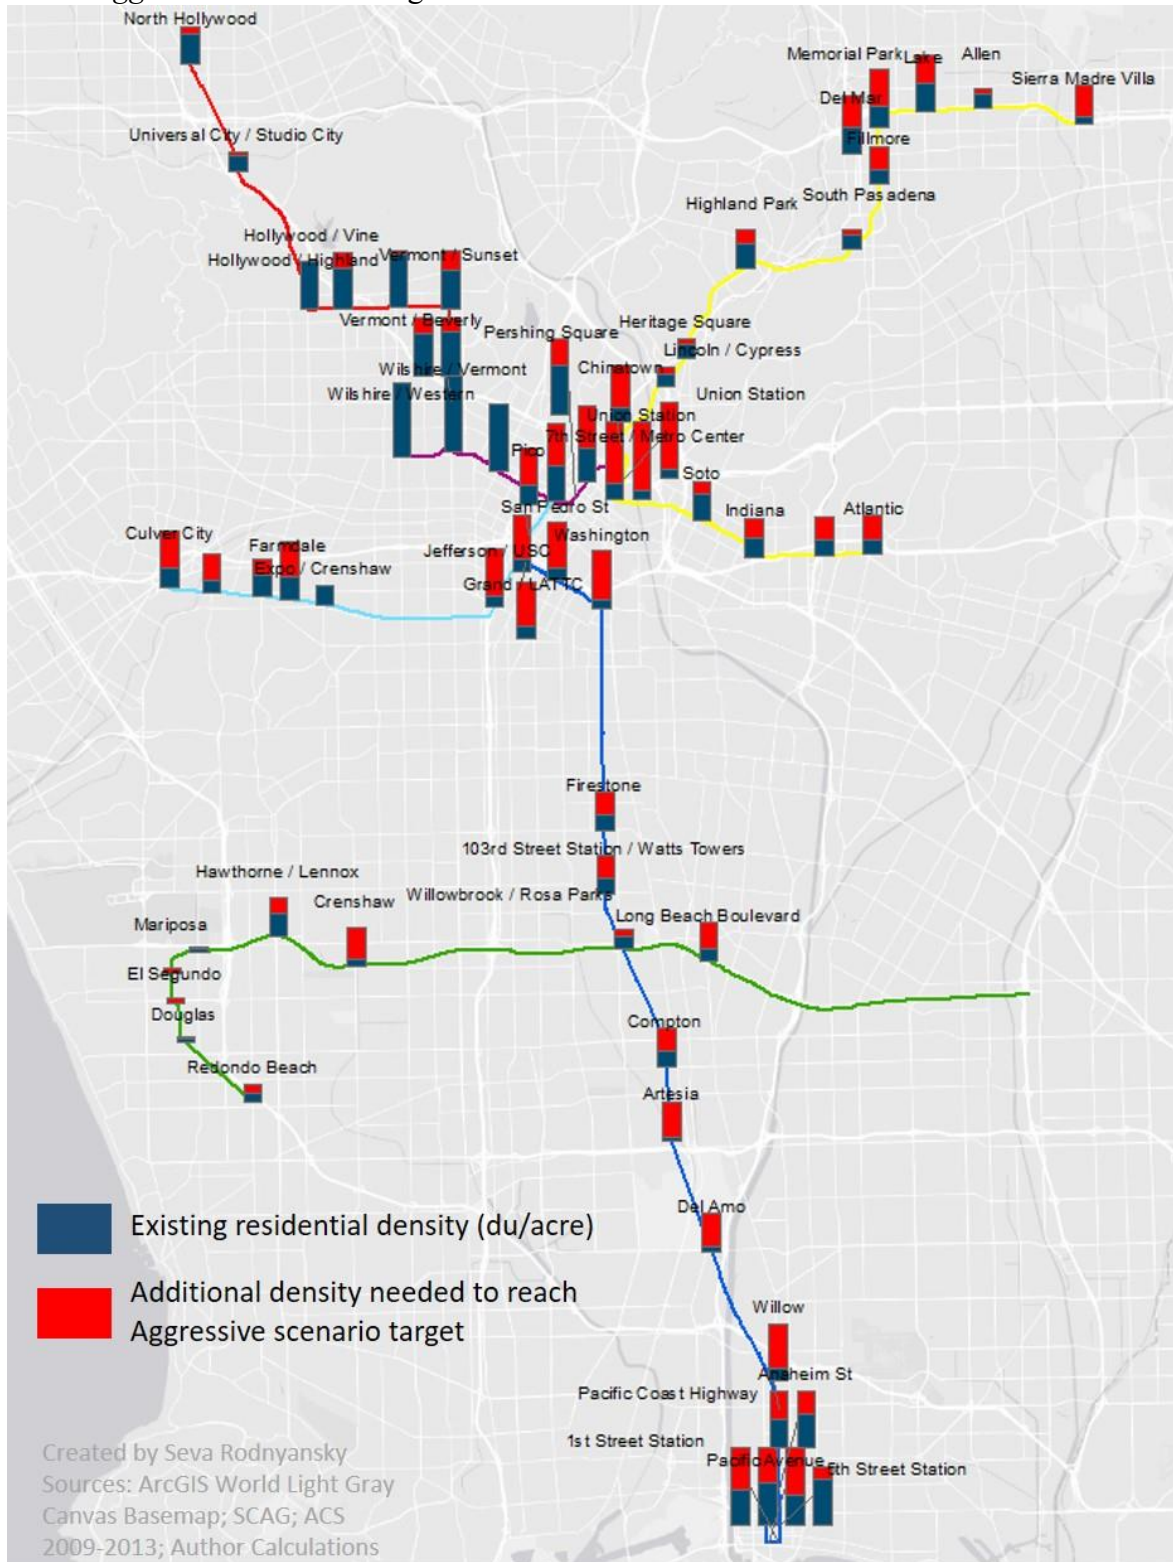 North Hollywood
Memorial Park
Lake
Allen
Sierra Madre Villa
Del Mar
Universal City / Studio City
Fillmore
South Pasadena
Highland Park
Hollywood / Vine
Hollywood / Highland
Vermont / Sunset
Vermont / Beverly
Heritage Square
Pershing Square
Lincoln / Cypress
Wilshire / Vermont
Chinatown
Wilshire / Western
Union Station
Union Station
7th Street / Metro Center
Pico
Soto
San Pedro St
Indiana
Atlantic
Culver City
Farmdale
Washington
Jefferson / USC
Expo / Crenshaw
Grand / LATTC
Firestone
103rd Street Station / Watts Towers
Hawthorne / Lennox
Crenshaw
Willowbrook / Rosa Parks
Long Beach Boulevard
Mariposa
El Segundo
Douglas
Compton
Redondo Beach
Artesia
Del Amo
Existing residential density (du/acre)
Additional density needed to reach
Aggressive scenario target
Willow
Anaheim St
Pacific Coast Highway
1st Street Station
Pacific Avenue
5th Street Station
Created by Seva Rodnyansky
Sources: ArcGIS World Light Gray
Canvas Basemap; SCAG; ACS
2009-2013; Author Calculations